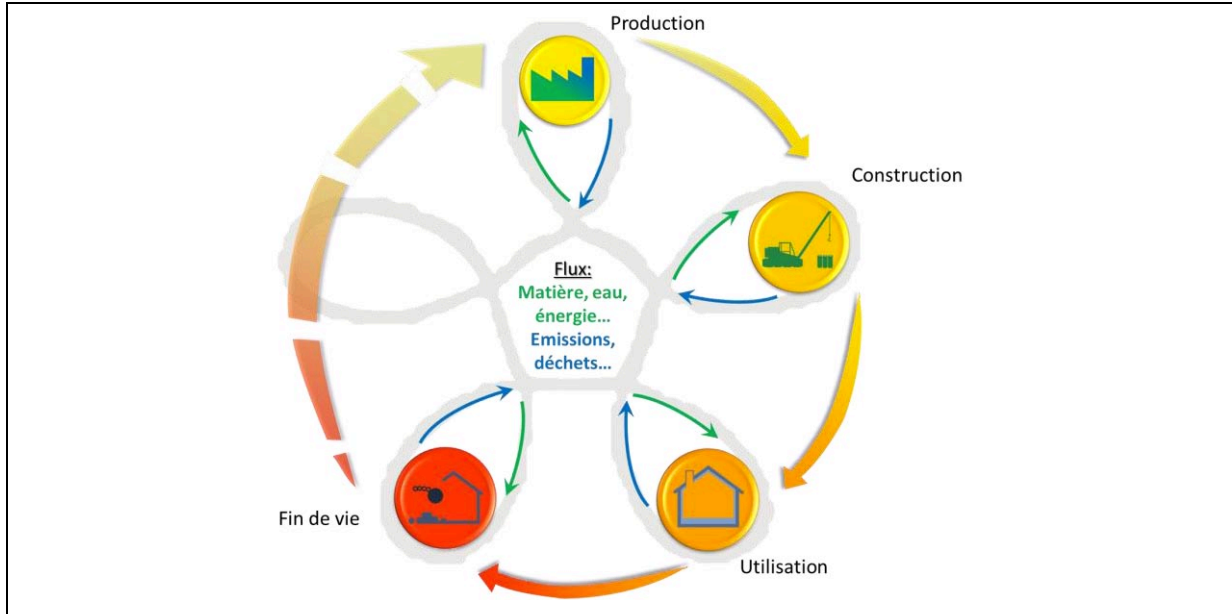 Production
Construction
Flux:
Matière, eau,
énergie...
Emissions,
déchets...
Fin de vie
Utilisation